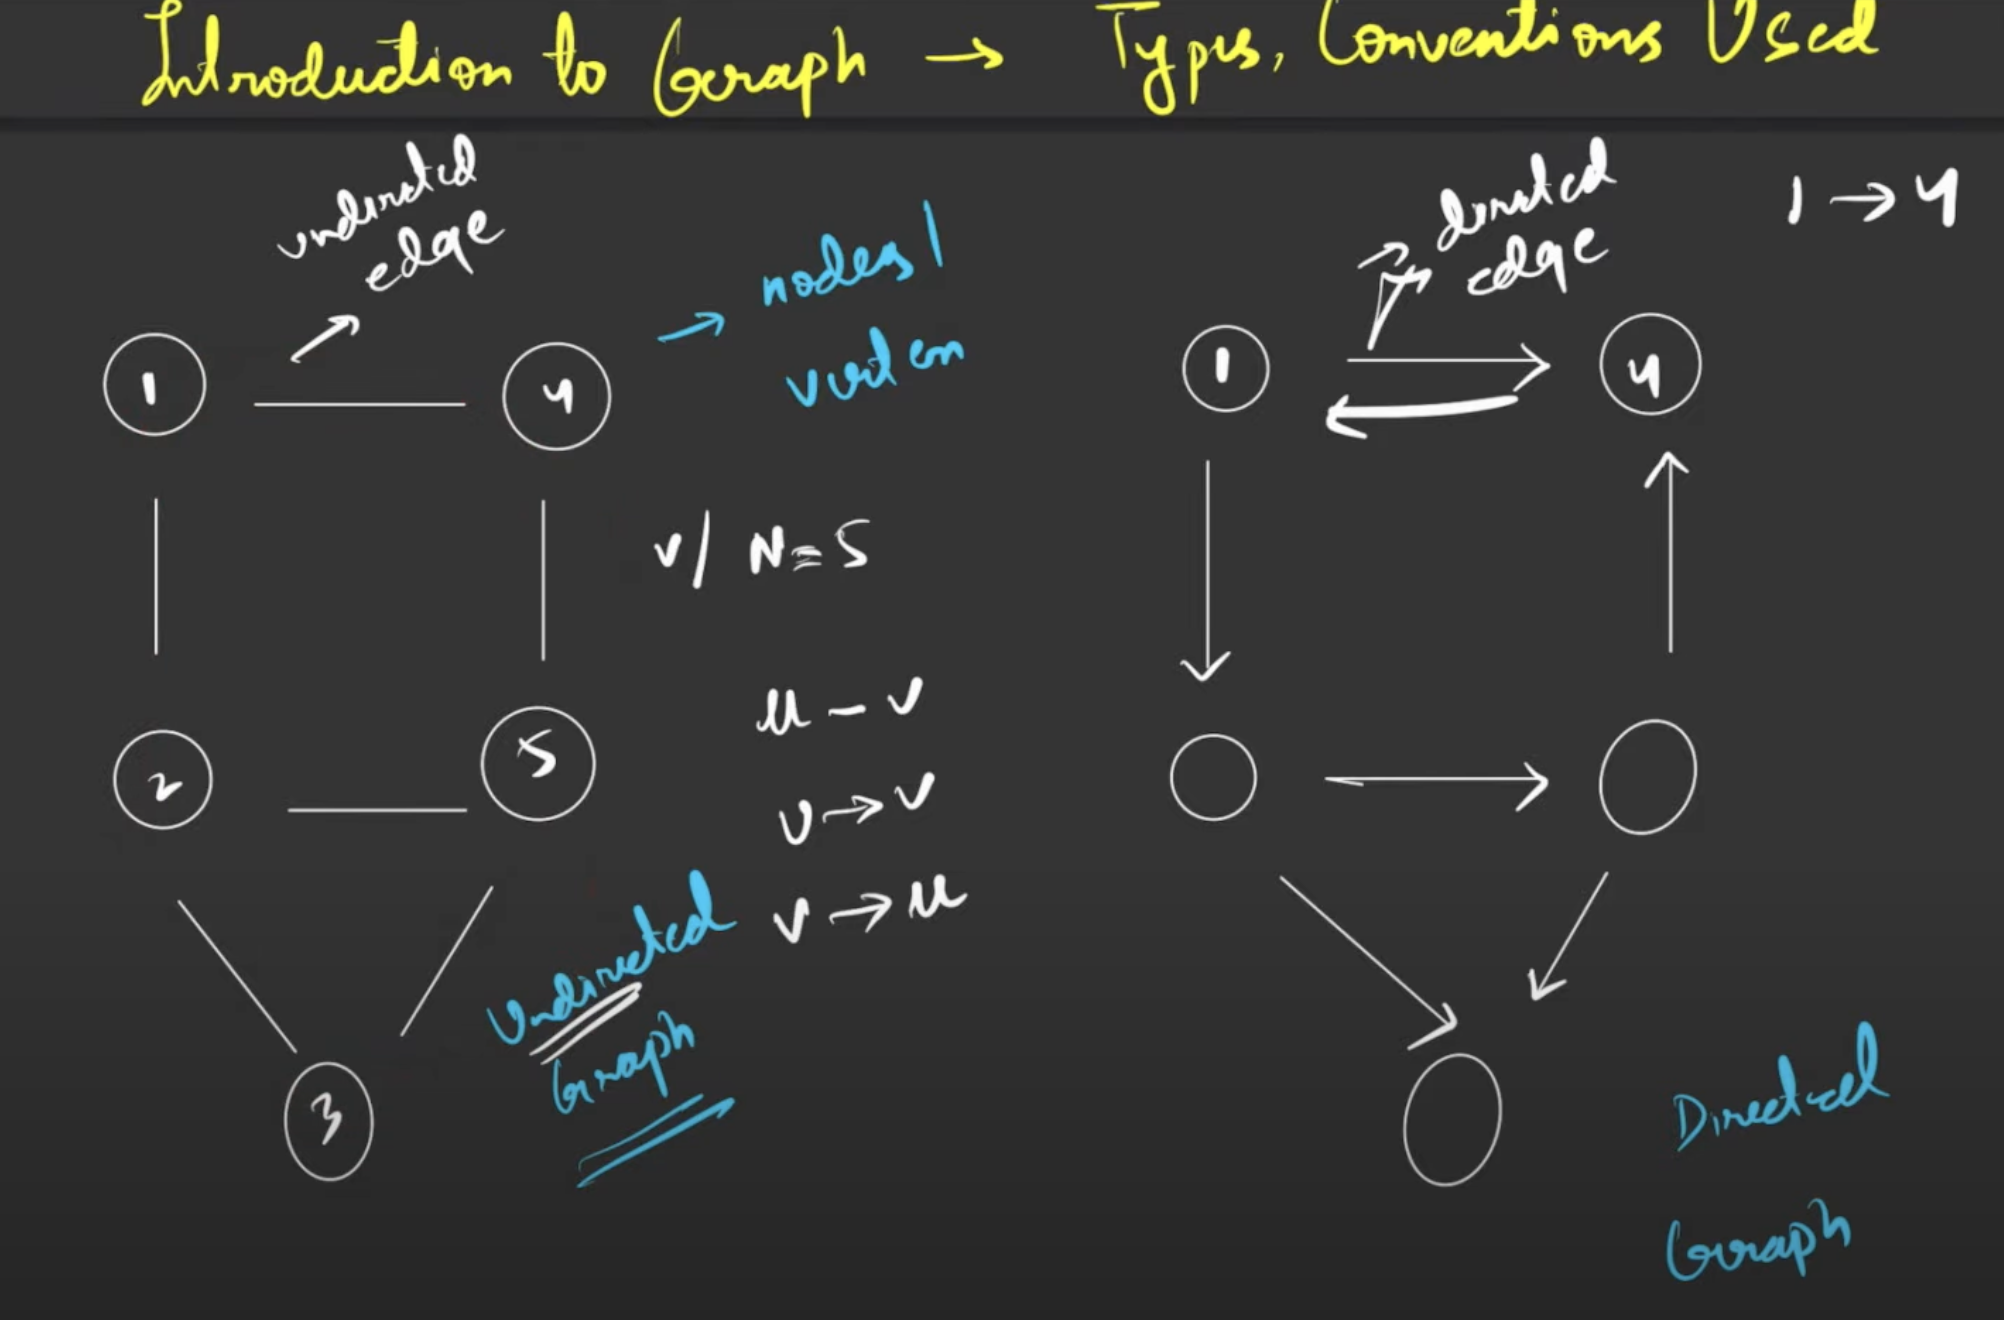 Introduction to Graph → Types, Conventions Used
undirected
edge
→ nodes/
vertex
1
4
V/ N = 5
u - v
u → v
v → u
2
5
3
Undirected
Graph
directed
edge
1 → 4
1
4
Directed
Graph